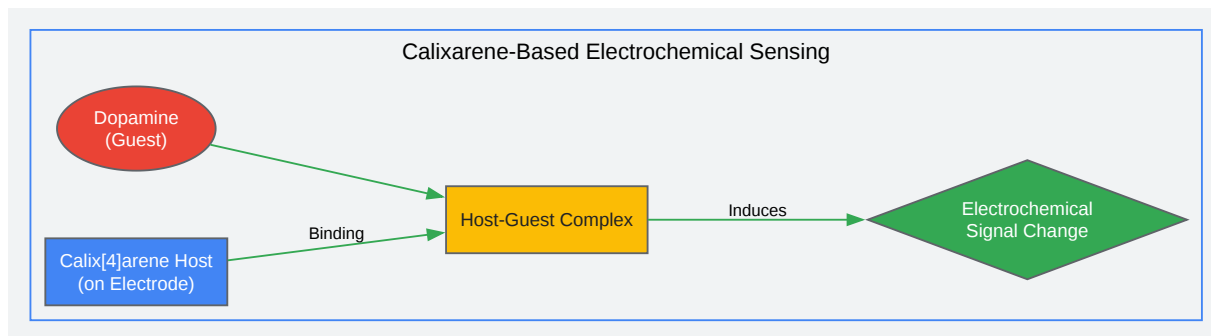 Calixarene-Based Electrochemical Sensing
Dopamine
(Guest)
Calix[4]arene Host
(on Electrode)
Binding
Host-Guest Complex
Induces
Electrochemical
Signal Change